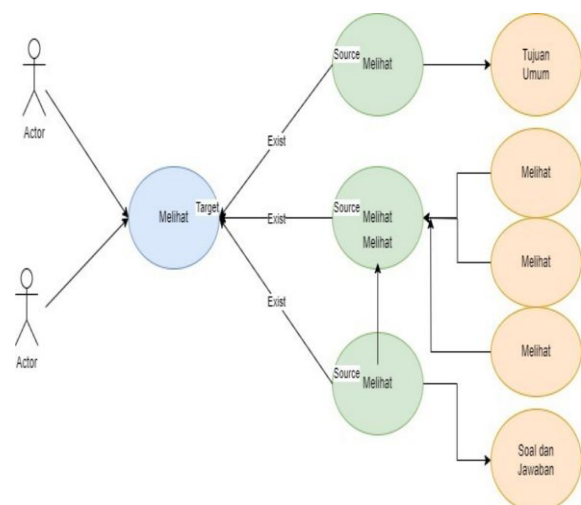 Actor
Actor
Melihat
Target
Exist
Exist
Exist
Source
Melihat
Source
Melihat
Melihat
Source
Melihat
Tujuan
Umum
Melihat
Melihat
Melihat
Soal dan
Jawaban